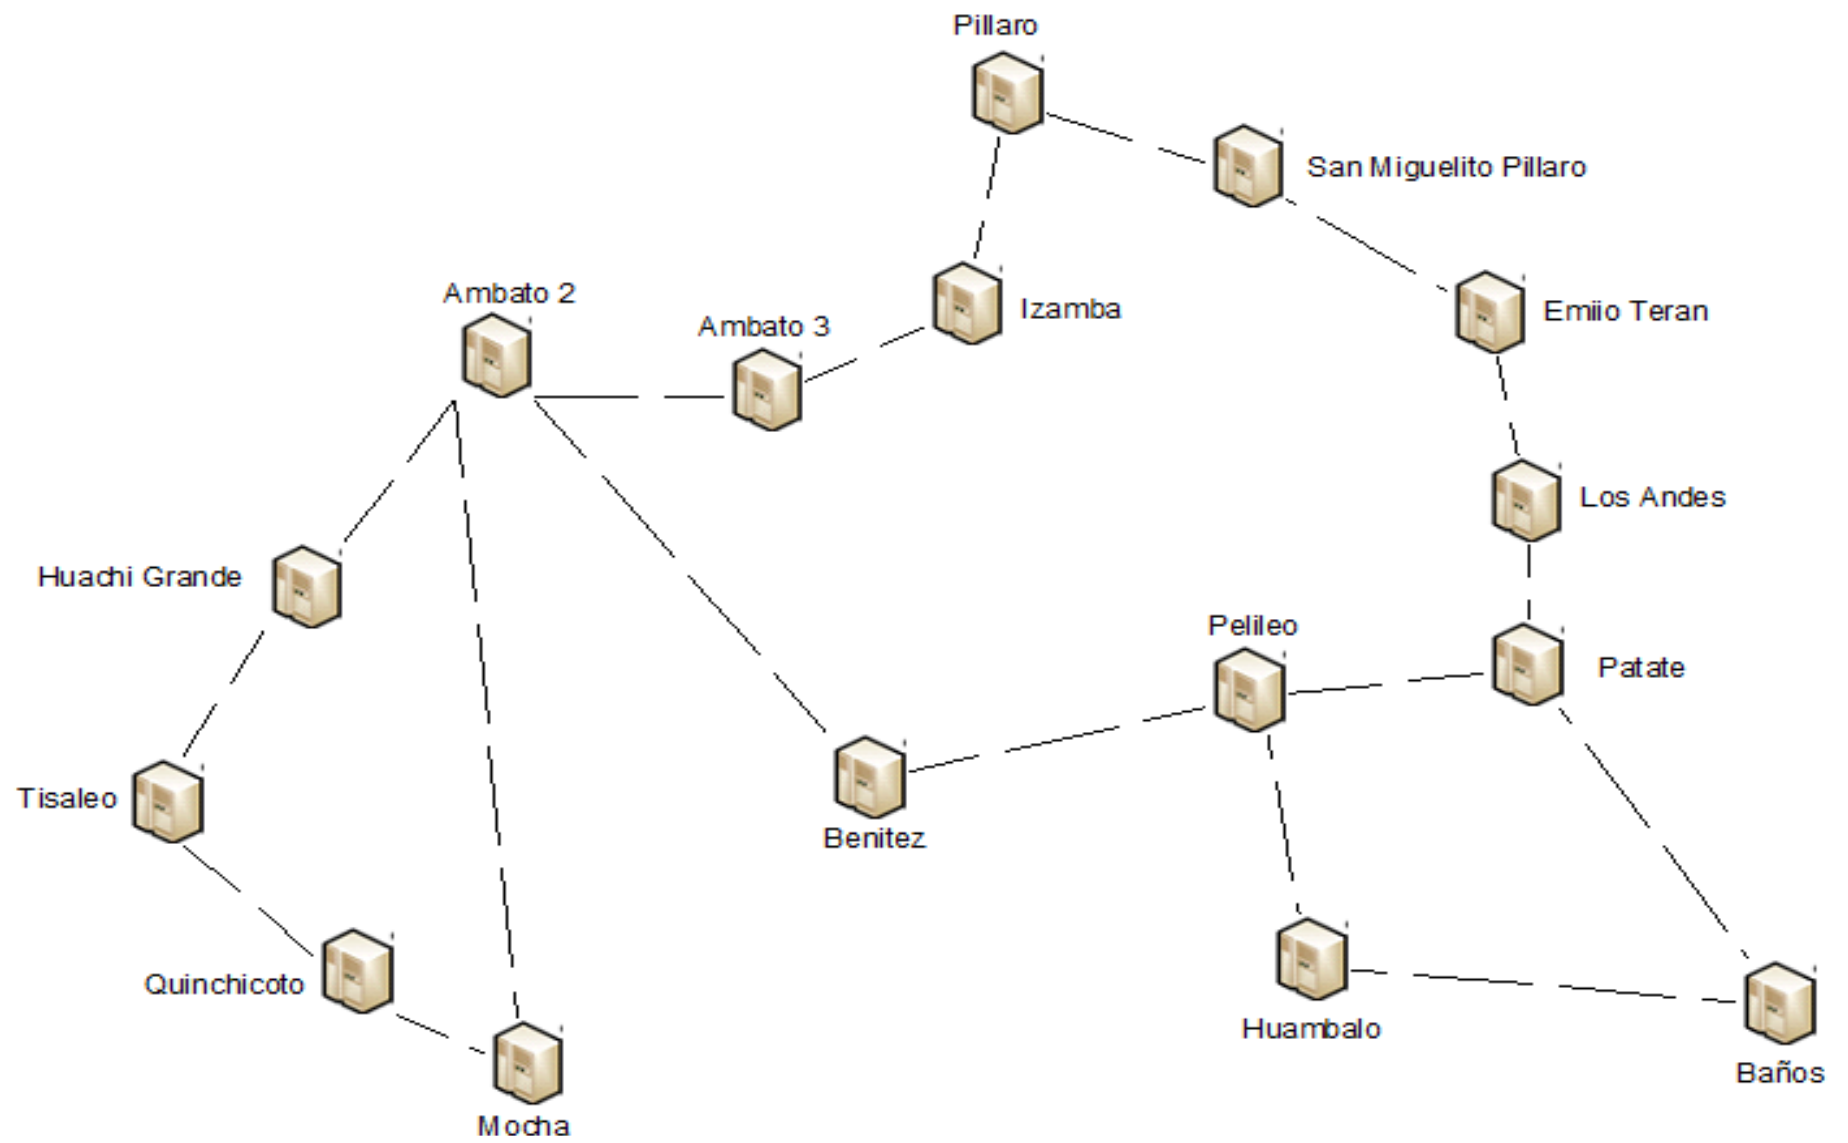 Pillaro
San Miguelito Pillaro
Ambato 2
Izamba
Emiio Teran
Ambato 3
Los Andes
Huachi Grande
Pelileo
Patate
Tisaleo
Benitez
Quinchicoto
Huambalo
Baños
Mocha